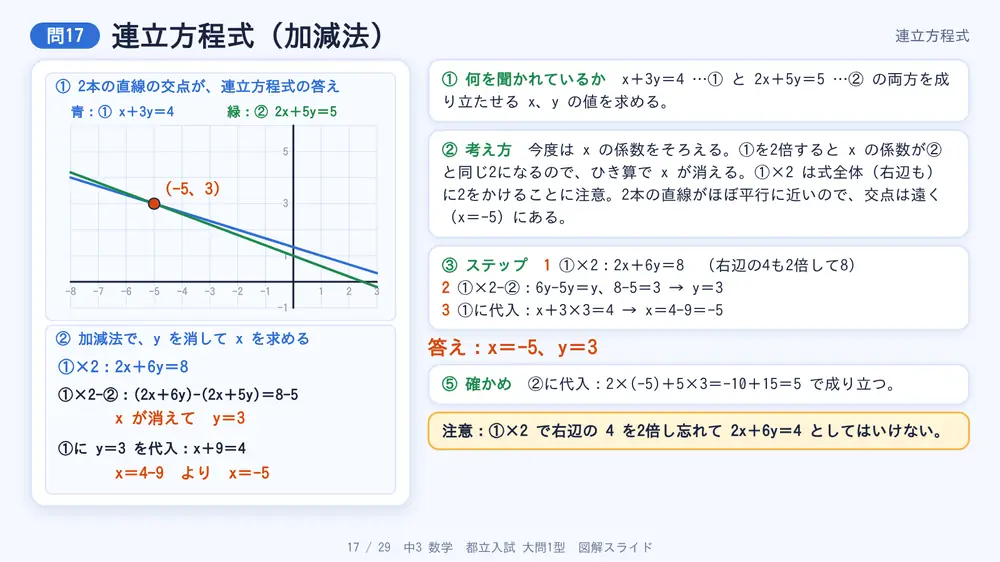 問17 連立方程式（加減法）
連立方程式
① 2本の直線の交点が、連立方程式の答え
青：① x＋3y＝4
緑：② 2x＋5y＝5
5
3
1
-1
(-5、3)
-8 -7 -6 -5 -4 -3 -2 -1 0 1 2 3
② 加減法で、y を消して x を求める
①×2：2x＋6y＝8
①×2-②：(2x＋6y)-(2x＋5y)＝8-5
x が消えて y＝3
①に y＝3 を代入：x＋9＝4
x＝4-9 より x＝-5
① 何を聞かれているか x＋3y＝4 …① と 2x＋5y＝5 …② の両方を成
り立たせる x、y の値を求める。
② 考え方 今度は x の係数をそろえる。①を2倍すると x の係数が②
と同じ2になるので、ひき算で x が消える。①×2 は式全体（右辺も）
に2をかけることに注意。2本の直線がほぼ平行に近いので、交点は遠く
（x＝-5）にある。
③ ステップ 1 ①×2：2x＋6y＝8 （右辺の4も2倍して8）
2 ①×2-②：6y-5y＝y、8-5＝3 → y＝3
3 ①に代入：x＋3×3＝4 → x＝4-9＝-5
答え：x＝-5、y＝3
⑤ 確かめ ②に代入：2×(-5)＋5×3＝-10＋15＝5 で成り立つ。
注意：①×2 で右辺の 4 を2倍し忘れて 2x＋6y＝4 としてはいけない。
17 / 29 中3 数学 都立入試 大問1型 図解スライド